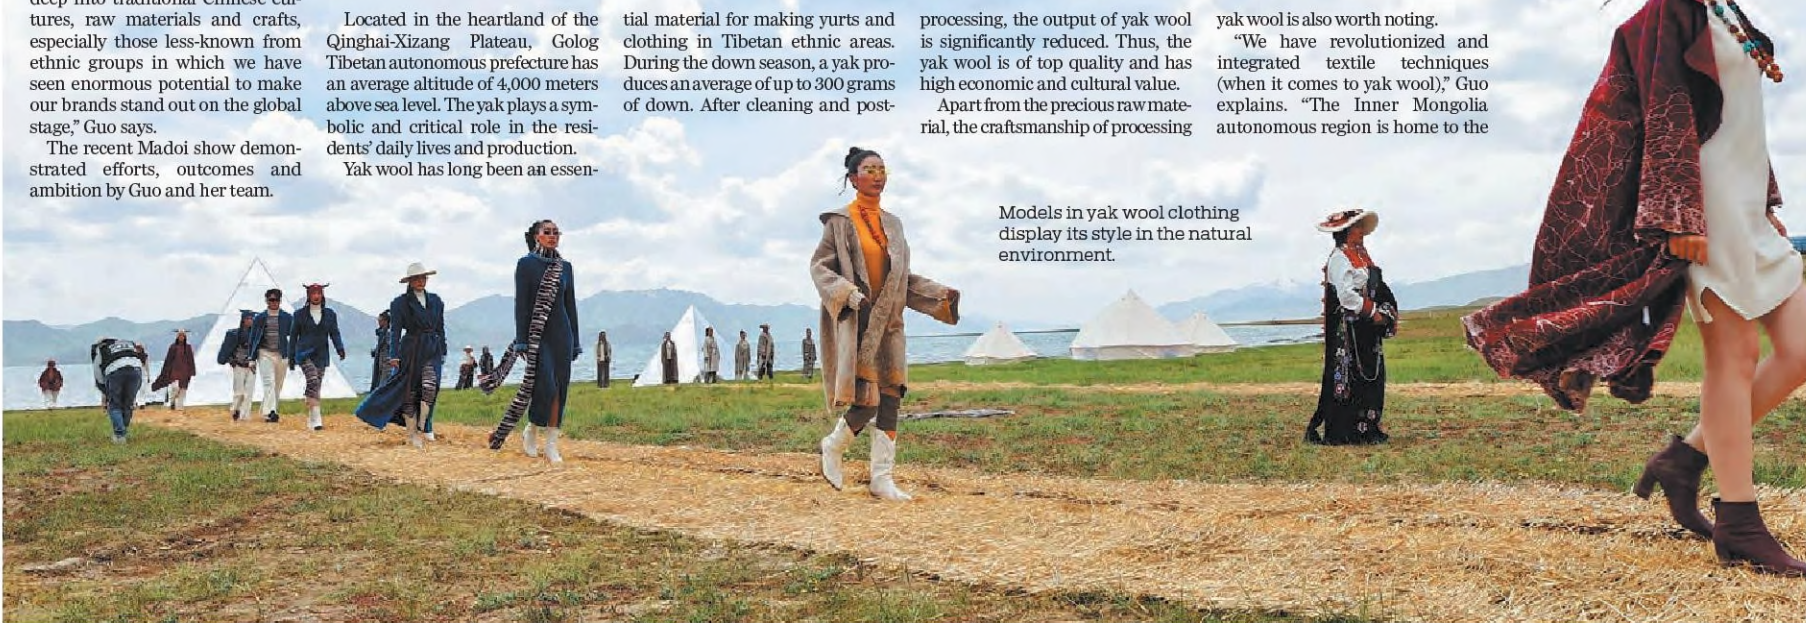 deep into traditional Chinese cul-
tures, raw materials and crafts,
especially those less-known from
ethnic groups in which we have
seen enormous potential to make
our brands stand out on the global
stage,” Guo says.
The recent Madoi show demon-
strated efforts, outcomes and
ambition by Guo and her team.
Located in the heartland of the
Qinghai-Xizang Plateau, Golog
Tibetan autonomous prefecture has
an average altitude of 4,000 meters
above sea level. The yak plays a sym-
bolic and critical role in the resi-
dents’ daily lives and production.
Yak wool has long been an essen-
tial material for making yurts and
clothing in Tibetan ethnic areas.
During the down season, a yak pro-
duces an average of up to 300 grams
of down. After cleaning and post-
processing, the output of yak wool
is significantly reduced. Thus, the
yak wool is of top quality and has
high economic and cultural value.
Apart from the precious raw mate-
rial, the craftsmanship of processing
yak wool is also worth noting.
“We have revolutionized and
integrated textile techniques
(when it comes to yak wool),” Guo
explains. “The Inner Mongolia
autonomous region is home to the
Models in yak wool clothing
display its style in the natural
environment.